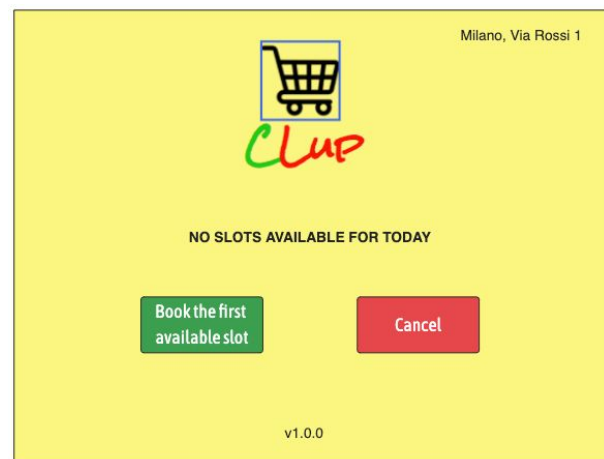 Milano, Via Rossi 1
CLup
NO SLOTS AVAILABLE FOR TODAY
Book the first
available slot
Cancel
v1.0.0